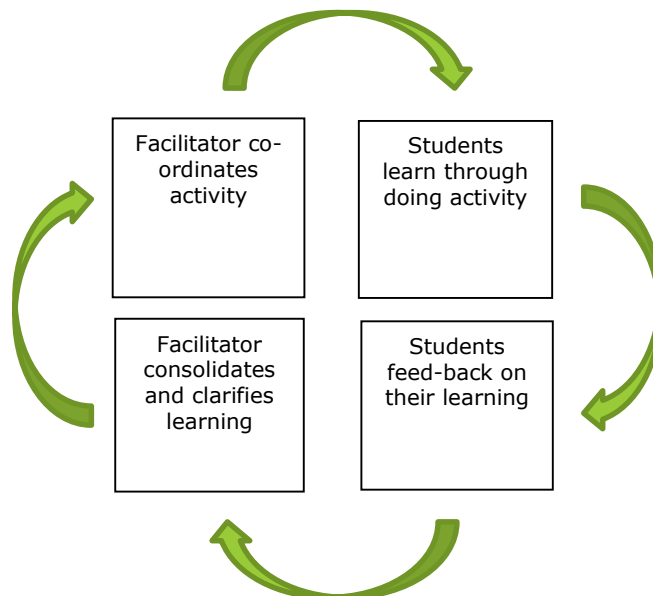 Facilitator co-
ordinates
activity
Students
learn through
doing activity
Facilitator
consolidates
and clarifies
learning
Students
feed-back on
their learning